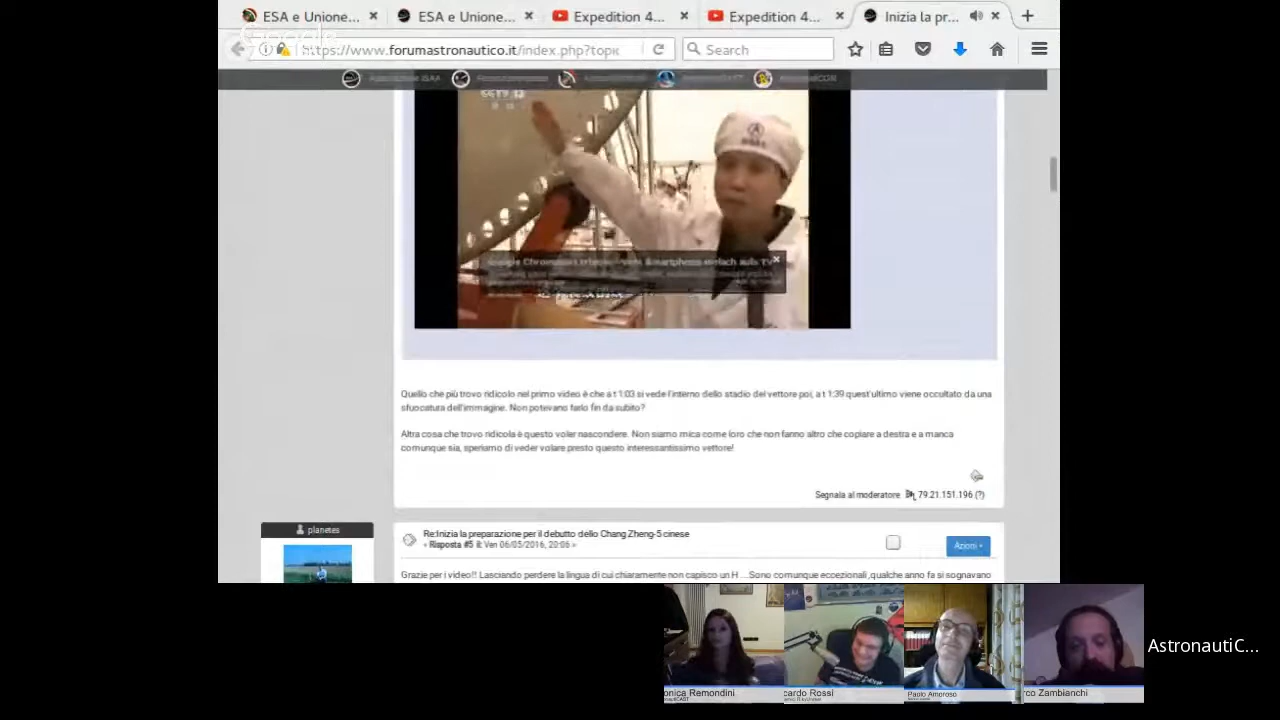 ESA e Unione...
ESA e Unione...
Expedition 4...
Expedition 4...
Inizia la pr...
Google
https://www.forumastronautico.it/index.php?topic
Search
Quello che più trovo ridicolo nel primo video è che a t 1:03 si vede l'interno dello stadio del vettore poi, a t 1:39 quest'ultimo viene occultato da una
sfuocatura dell'immagine. Non potevano farlo fin da subito?
Altra cosa che trovo ridicola è questo voler nascondere. Non siamo mica come loro che non fanno altro che copiare a destra e a manca
comunque sia, speriamo di veder volare presto questo interessantissimo vettore!
Segnala al moderatore
79.21.151.196 (?)
planetes
Re:Inizia la preparazione per il debutto dello Chang Zheng-5 cinese
« Risposta #5 il: Ven 06/05/2016, 20:06 »
Azioni
Grazie per i video!! Lasciando perdere la lingua di cui chiaramente non capisco un H ...Sono comunque eccezionali ,qualche anno fa si sognavano
onica Remondini
cardo Rossi
Paolo Amoroso
rco Zambianchi
AstronautiC...